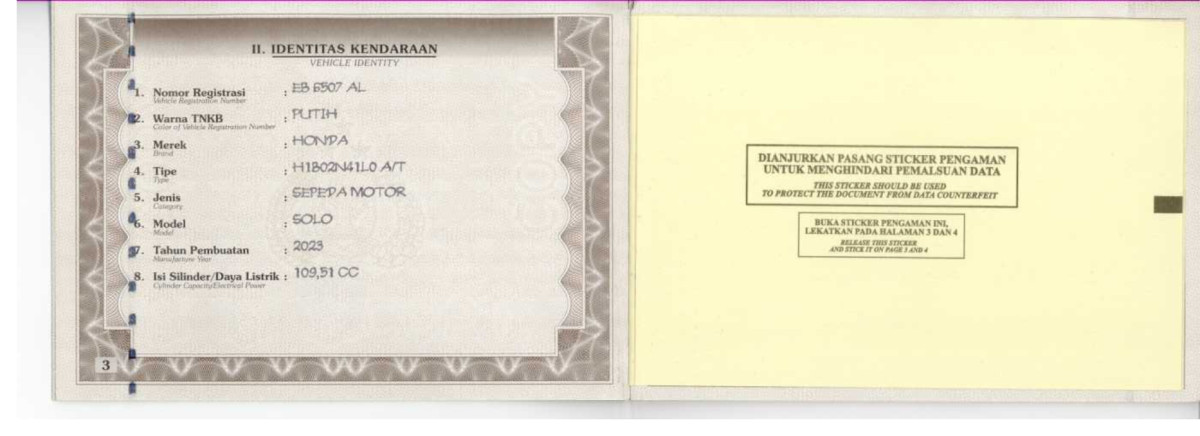 II. IDENTITAS KENDARAAN
VEHICLE IDENTITY
1. Nomor Registrasi : EB 6507 AL
Vehicle Registration Number
2. Warna TNKB : PUTIH
Color of Vehicle Registration Number
3. Merek : HONDA
Brand
4. Tipe : H1B02N41L0 A/T
Type
5. Jenis : SEPEDA MOTOR
Category
6. Model : SOLO
Model
7. Tahun Pembuatan : 2023
Manufacture Year
8. Isi Silinder/Daya Listrik : 109,51 CC
Cylinder Capacity/Electrical Power
3
DIANJURKAN PASANG STICKER PENGAMAN
UNTUK MENGHINDARI PEMALSUAN DATA
THIS STICKER SHOULD BE USED
TO PROTECT THE DOCUMENT FROM DATA COUNTERFEIT
BUKA STICKER PENGAMAN INI,
LEKATKAN PADA HALAMAN 3 DAN 4
RELEASE THIS STICKER
AND STICK IT ON PAGE 3 AND 4